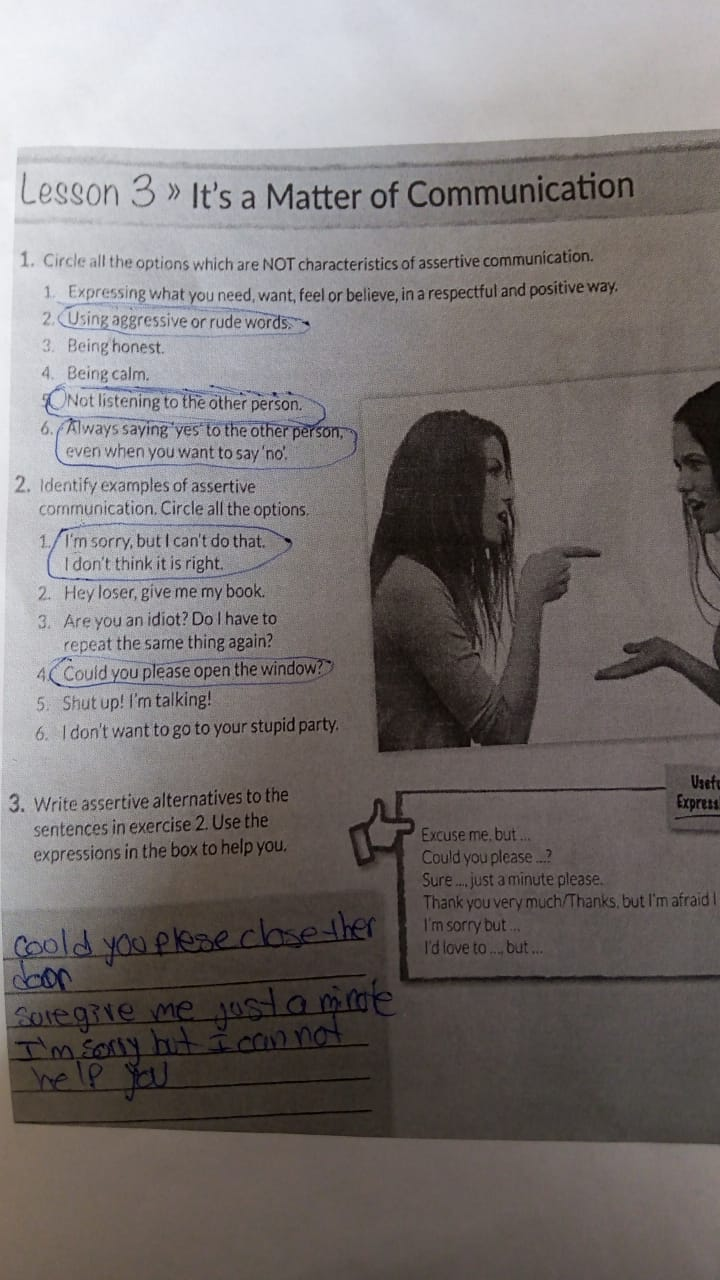 Lesson 3 » It's a Matter of Communication
1. Circle all the options which are NOT characteristics of assertive communication.
1. Expressing what you need, want, feel or believe, in a respectful and positive way.
2. Using aggressive or rude words.
3. Being honest.
4. Being calm.
5. Not listening to the other person.
6. Always saying 'yes' to the other person,
even when you want to say 'no'.
2. Identify examples of assertive
communication. Circle all the options.
1. I'm sorry, but I can't do that.
I don't think it is right.
2. Hey loser, give me my book.
3. Are you an idiot? Do I have to
repeat the same thing again?
4. Could you please open the window?
5. Shut up! I'm talking!
6. I don't want to go to your stupid party.
3. Write assertive alternatives to the
sentences in exercise 2. Use the
expressions in the box to help you.
Usefu
Express
Excuse me, but ...
Could you please ...?
Sure ..., just a minute please.
Thank you very much/Thanks, but I'm afraid I
I'm sorry but ...
I'd love to ..., but ...
Coold you plese close ther
door
Sure give me just a minote
I'm sorry but I can not
help you